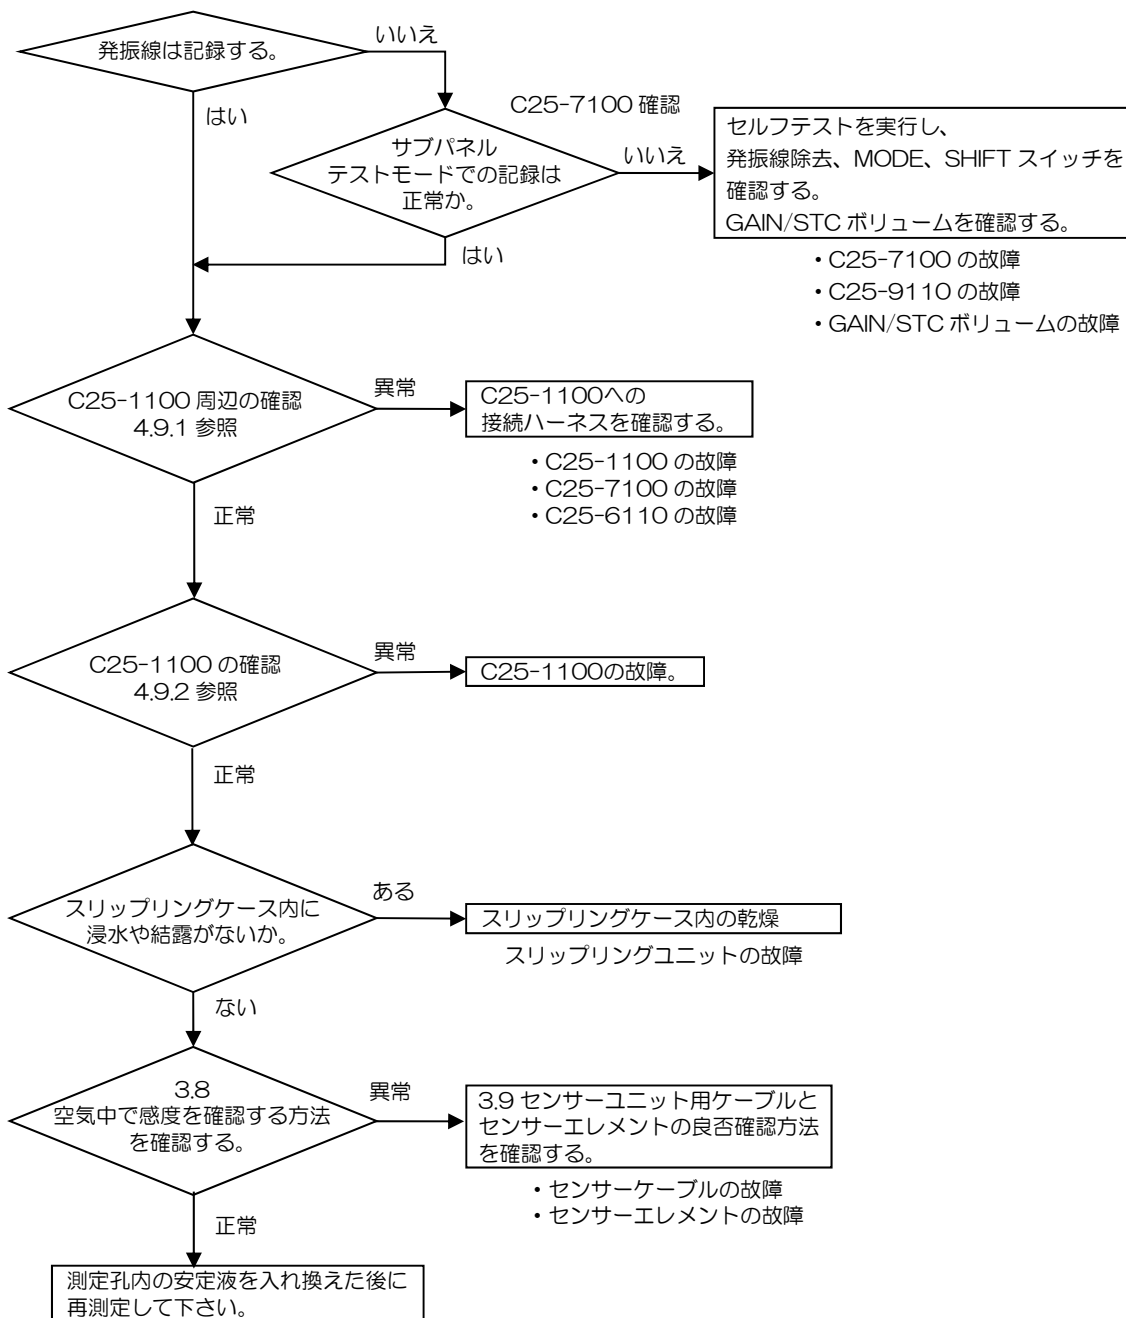 発振線は記録する。
いいえ
はい
C25-7100 確認
サブパネル
テストモードでの記録は
正常か。
いいえ
はい
セルフテストを実行し、
発振線除去、MODE、SHIFT スイッチを
確認する。
GAIN/STC ボリュームを確認する。
・C25-7100 の故障
・C25-9110 の故障
・GAIN/STC ボリュームの故障
C25-1100 周辺の確認
4.9.1 参照
異常
C25-1100への
接続ハーネスを確認する。
・C25-1100 の故障
・C25-7100 の故障
・C25-6110 の故障
正常
C25-1100 の確認
4.9.2 参照
異常
C25-1100の故障。
正常
スリップリングケース内に
浸水や結露がないか。
ある
スリップリングケース内の乾燥
スリップリングユニットの故障
ない
3.8
空気中で感度を確認する方法
を確認する。
異常
3.9 センサーユニット用ケーブルと
センサーエレメントの良否確認方法
を確認する。
・センサーケーブルの故障
・センサーエレメントの故障
正常
測定孔内の安定液を入れ換えた後に
再測定して下さい。